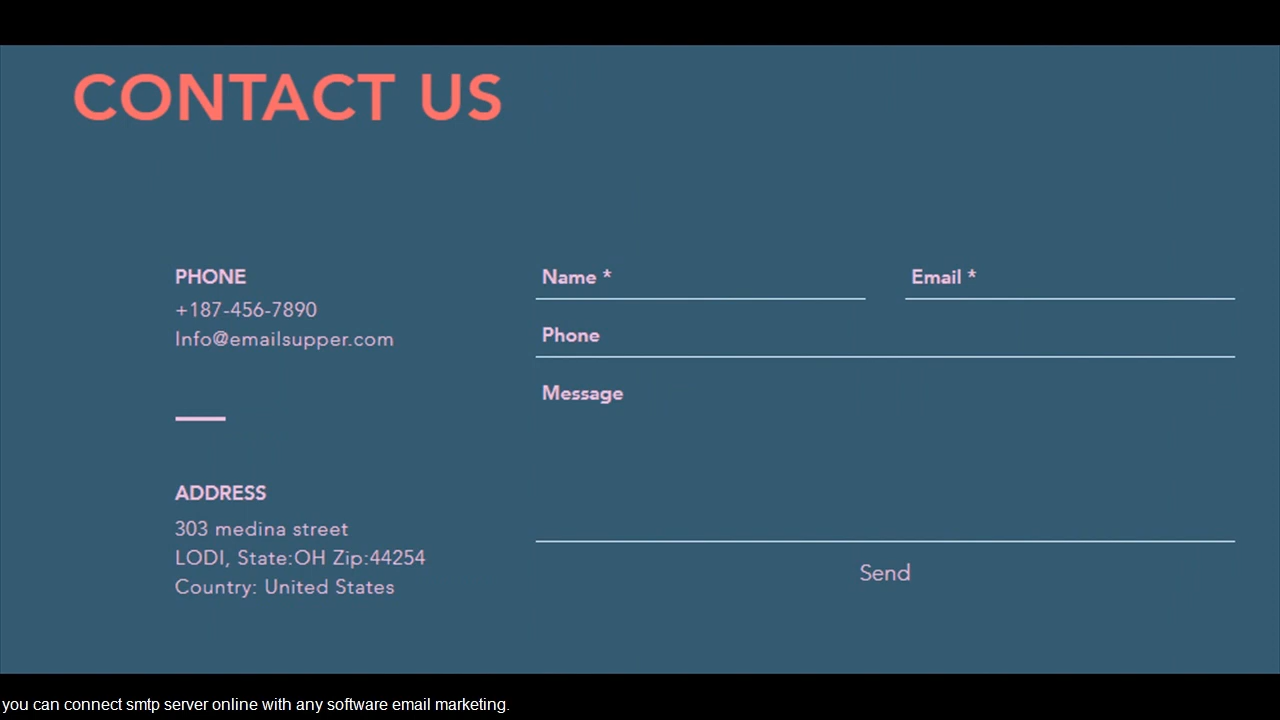 CONTACT US
PHONE
+187-456-7890
Info@emailsupper.com
ADDRESS
303 medina street
LODI, State:OH Zip:44254
Country: United States
Name *
Email *
Phone
Message
Send
you can connect smtp server online with any software email marketing.